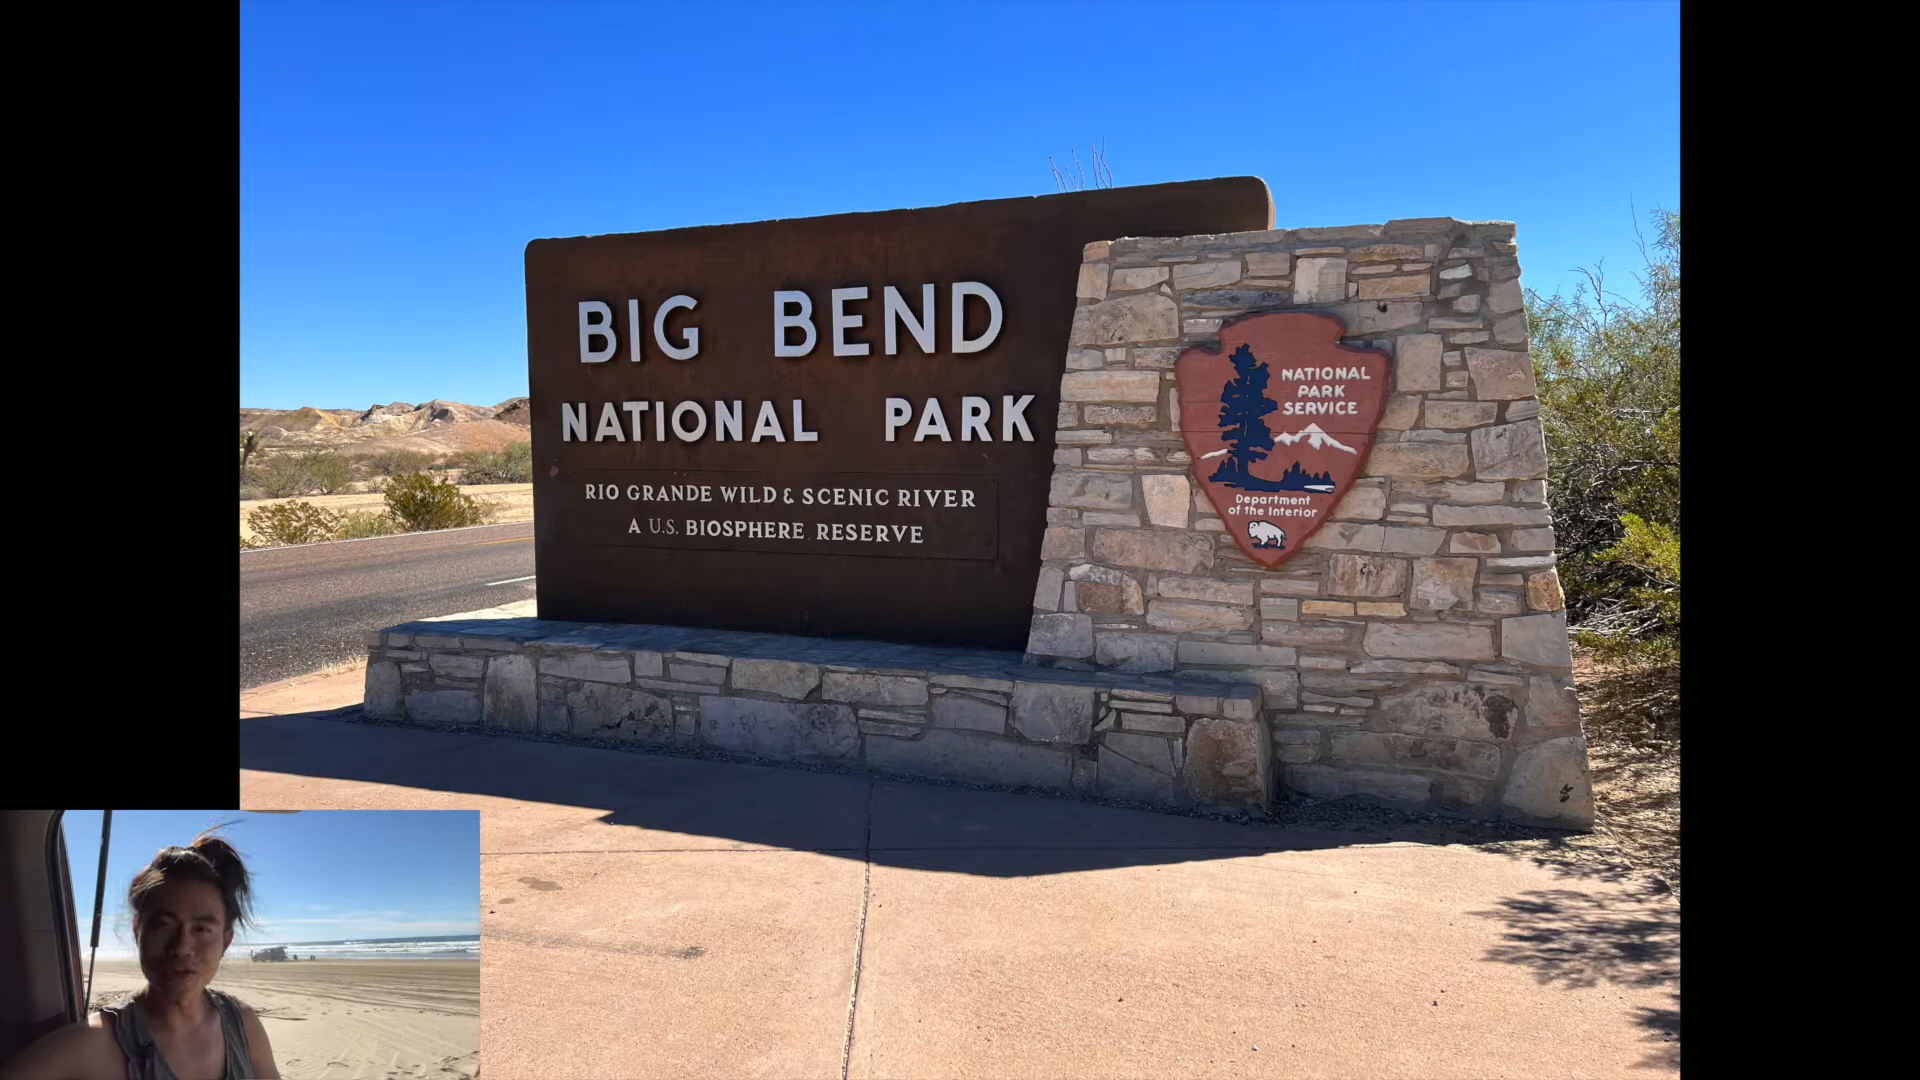 BIG BEND
NATIONAL PARK
RIO GRANDE WILD & SCENIC RIVER
A U.S. BIOSPHERE RESERVE
NATIONAL
PARK
SERVICE
Department
of the Interior